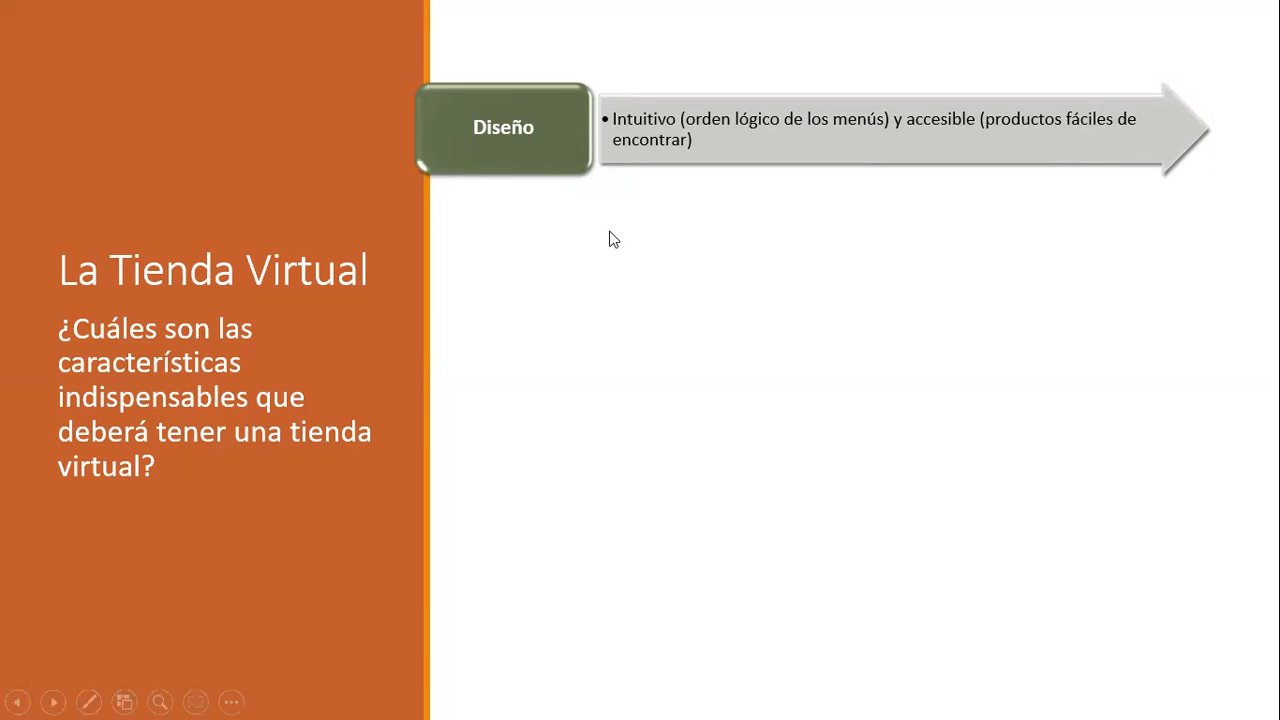 La Tienda Virtual
¿Cuáles son las
características
indispensables que
deberá tener una tienda
virtual?
Diseño
• Intuitivo (orden lógico de los menús) y accesible (productos fáciles de
encontrar)